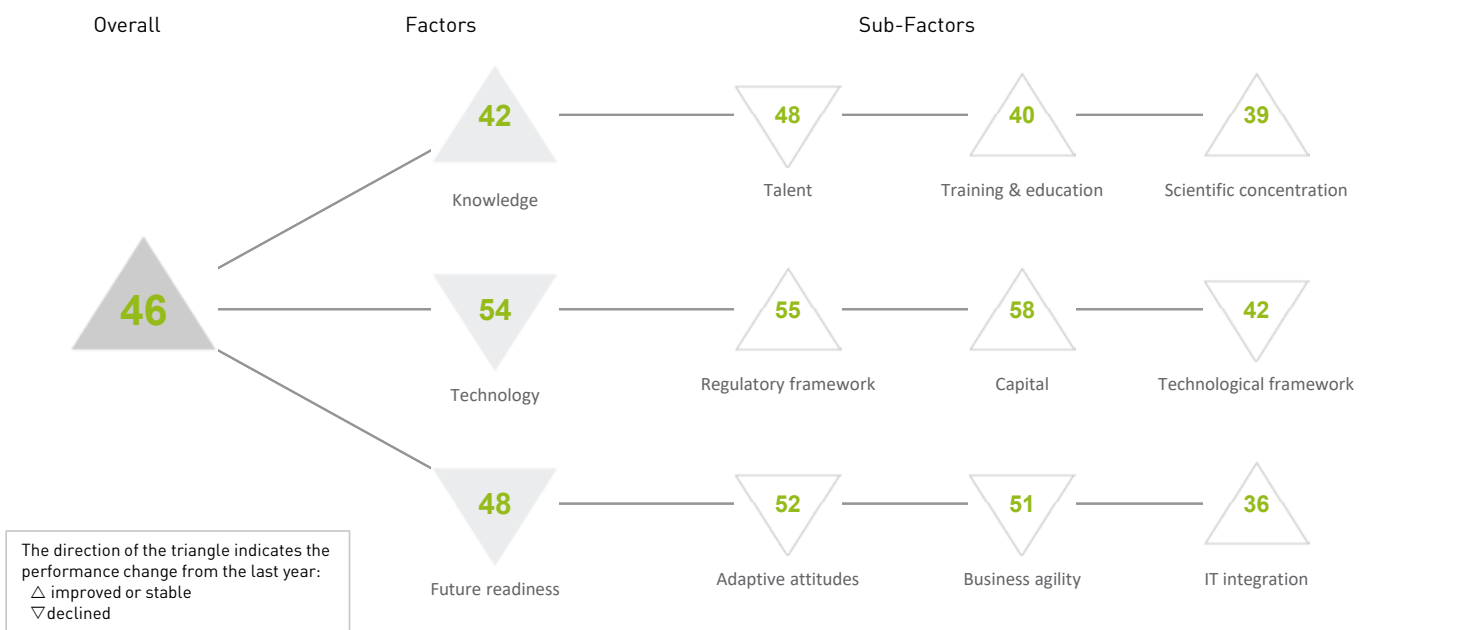 Overall
Factors
Sub-Factors
42
48
40
39
Knowledge
Talent
Training & education
Scientific concentration
46
54
55
58
42
Technology
Regulatory framework
Capital
Technological framework
48
52
51
36
Future readiness
Adaptive attitudes
Business agility
IT integration
The direction of the triangle indicates the
performance change from the last year:
△ improved or stable
▽ declined